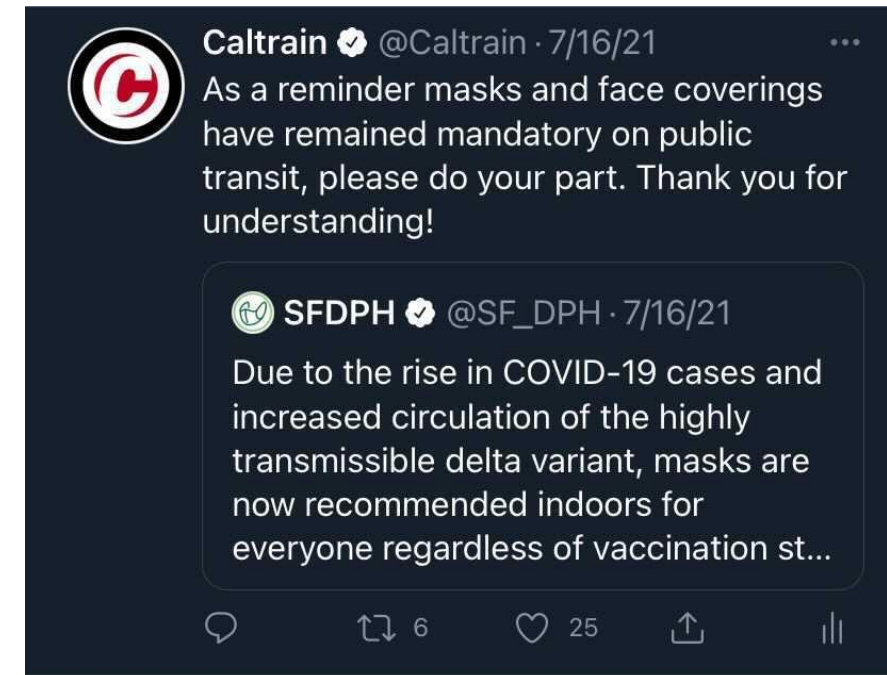 Caltrain @Caltrain · 7/16/21
As a reminder masks and face coverings
have remained mandatory on public
transit, please do your part. Thank you for
understanding!
SFDPH @SF_DPH · 7/16/21
Due to the rise in COVID-19 cases and
increased circulation of the highly
transmissible delta variant, masks are
now recommended indoors for
everyone regardless of vaccination st...
6 25